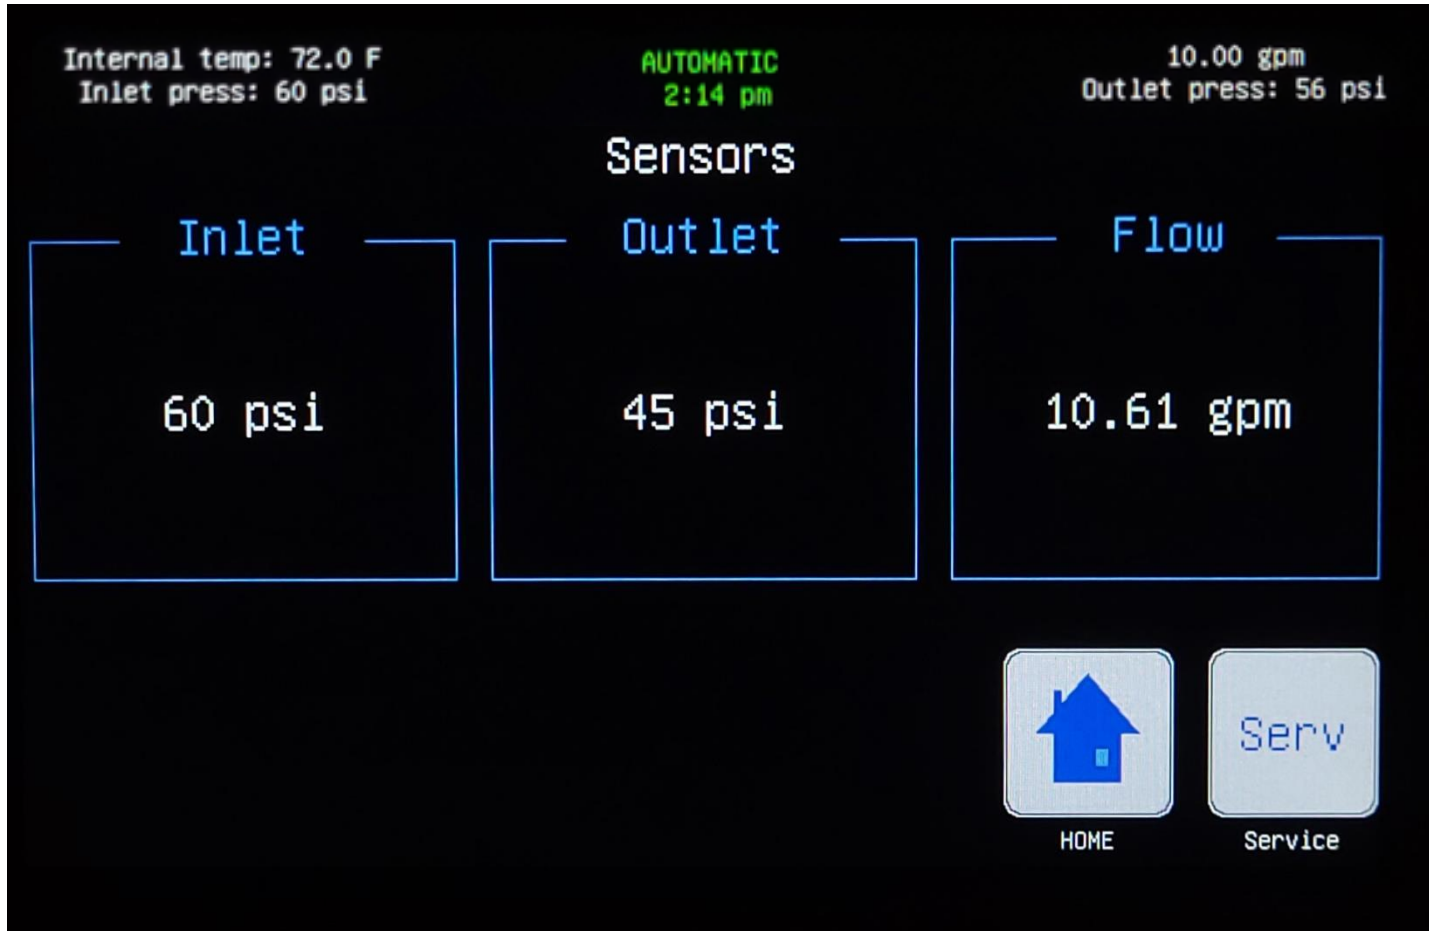 Internal temp: 72.0 F
Inlet press: 60 psi
AUTOMATIC
2:14 pm
10.00 gpm
Outlet press: 56 psi
Sensors
Inlet
Outlet
Flow
60 psi
45 psi
10.61 gpm
Serv
HOME
Service